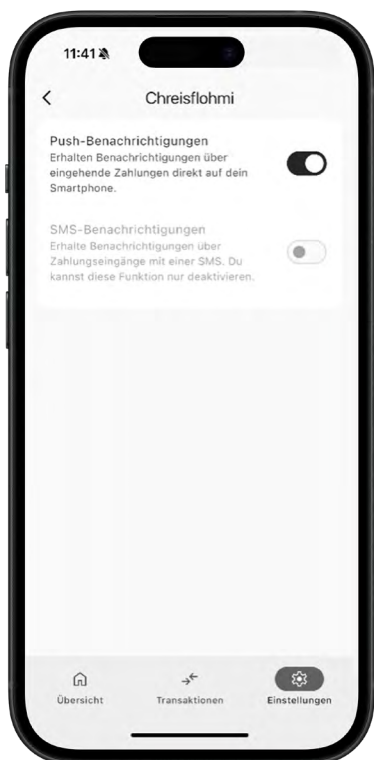 11:41
Chreisflohmi
Push-Benachrichtigungen
Erhalten Benachrichtigungen über
eingehende Zahlungen direkt auf dein
Smartphone.
SMS-Benachrichtigungen
Erhalte Benachrichtigungen über
Zahlungseingänge mit einer SMS. Du
kannst diese Funktion nur deaktivieren.
Übersicht
Transaktionen
Einstellungen